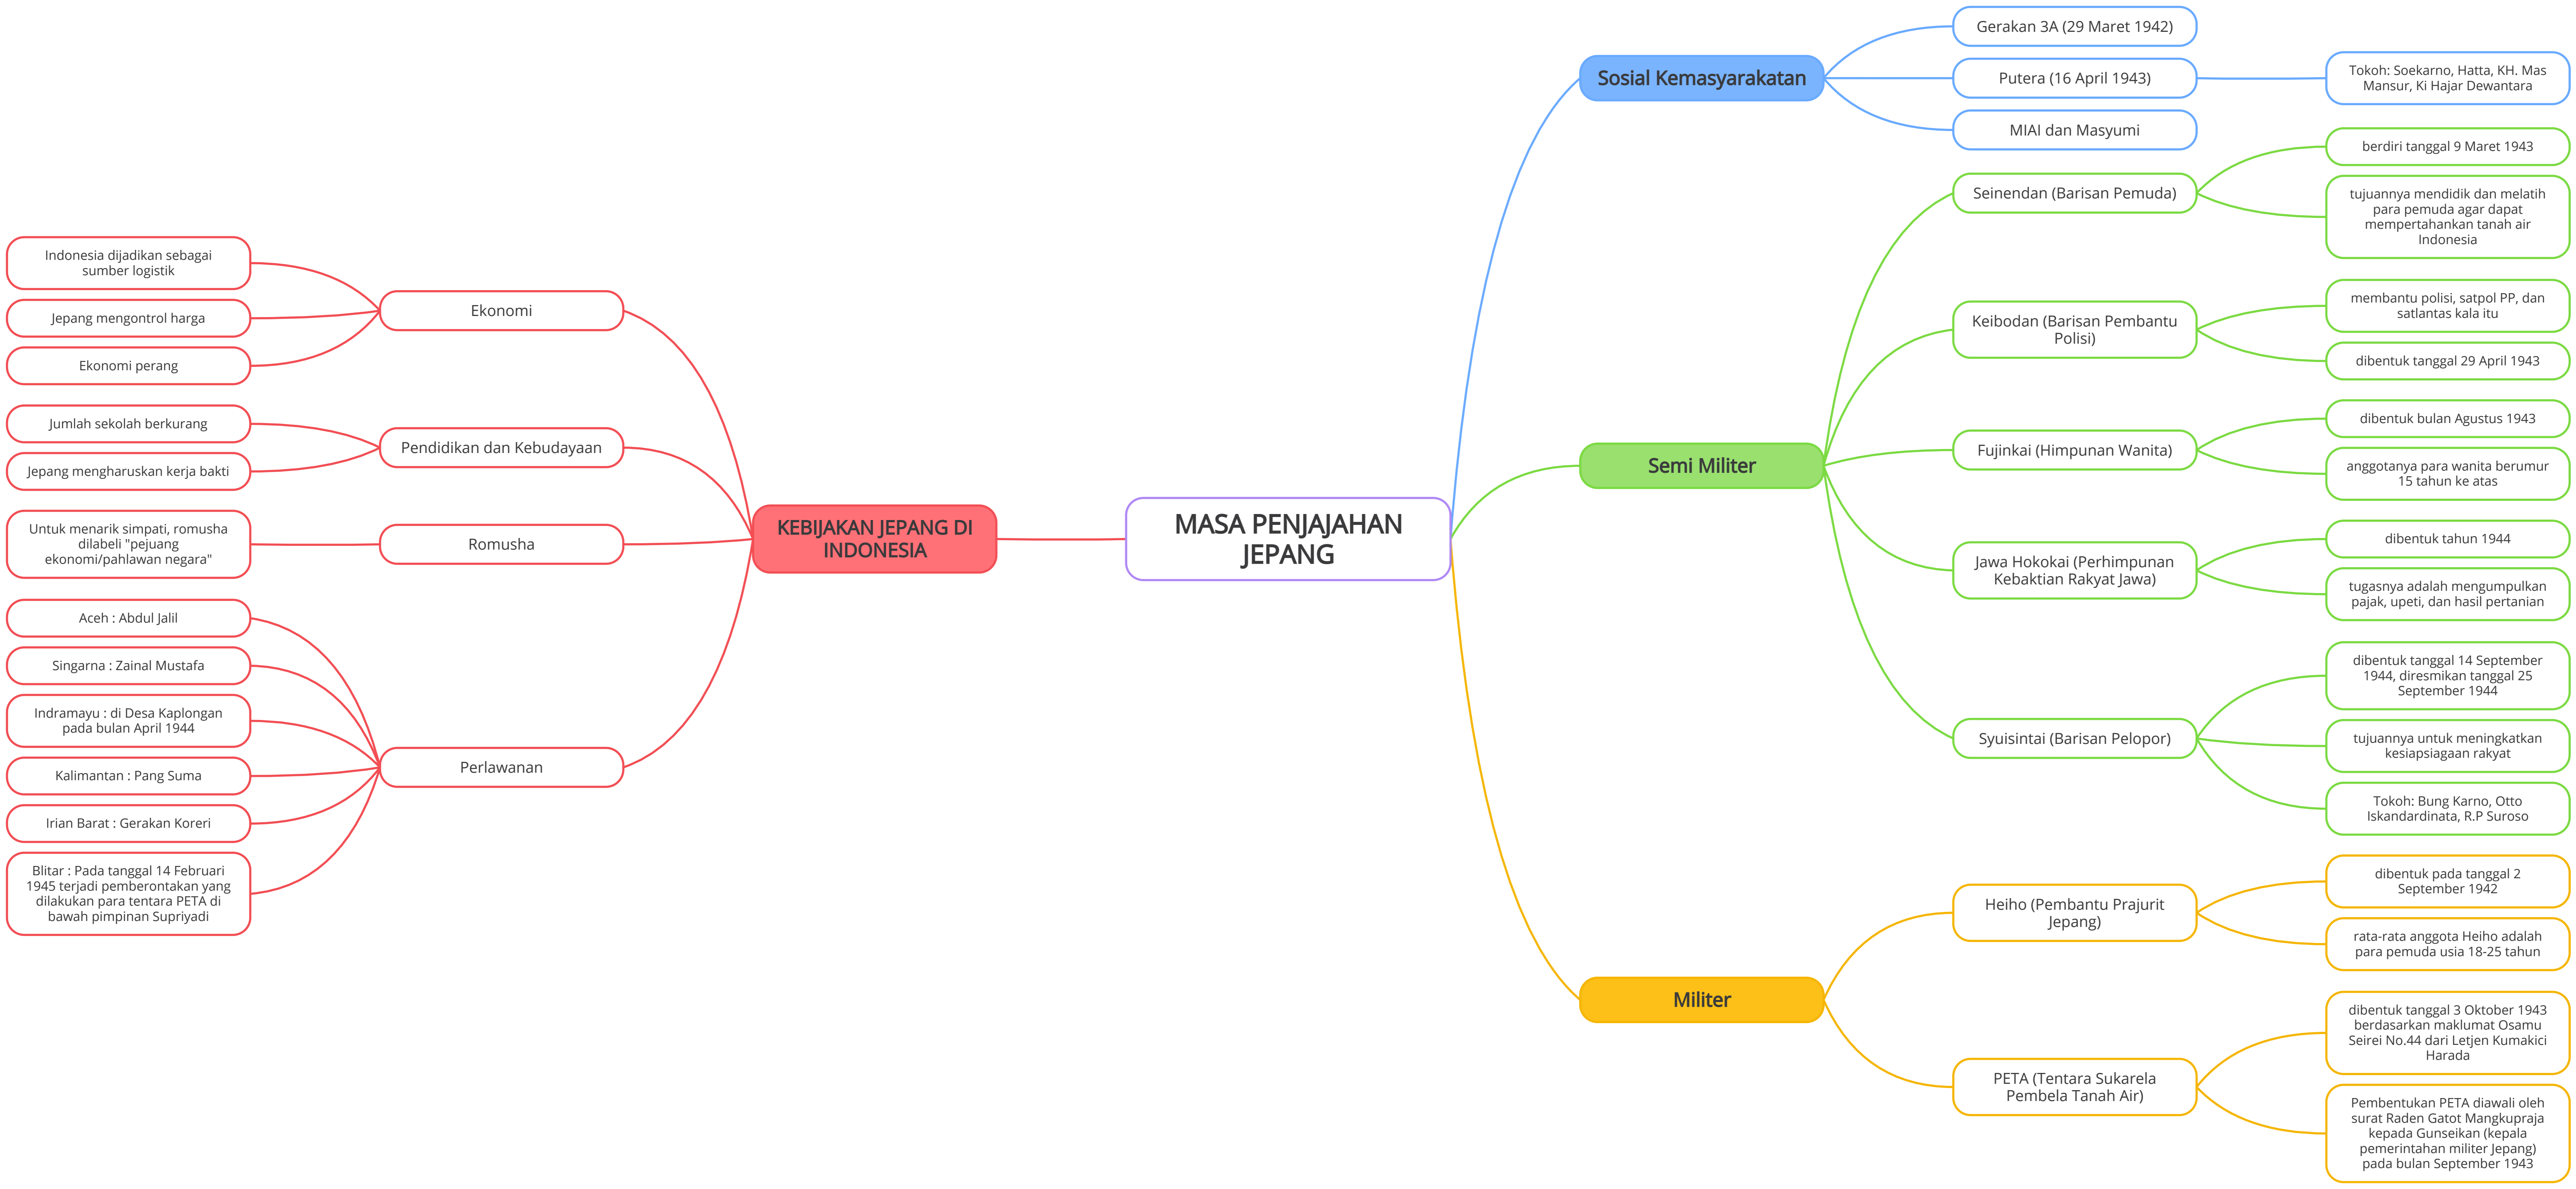 MASA PENJAJAHAN
JEPANG
KEBIJAKAN JEPANG DI
INDONESIA
Ekonomi
Indonesia dijadikan sebagai
sumber logistik
Jepang mengontrol harga
Ekonomi perang
Pendidikan dan Kebudayaan
Jumlah sekolah berkurang
Jepang mengharuskan kerja bakti
Romusha
Untuk menarik simpati, romusha
dilabeli "pejuang
ekonomi/pahlawan negara"
Perlawanan
Aceh : Abdul Jalil
Singarna : Zainal Mustafa
Indramayu : di Desa Kaplongan
pada bulan April 1944
Kalimantan : Pang Suma
Irian Barat : Gerakan Koreri
Blitar : Pada tanggal 14 Februari
1945 terjadi pemberontakan yang
dilakukan para tentara PETA di
bawah pimpinan Supriyadi
Sosial Kemasyarakatan
Gerakan 3A (29 Maret 1942)
Putera (16 April 1943)
Tokoh: Soekarno, Hatta, KH. Mas
Mansur, Ki Hajar Dewantara
MIAI dan Masyumi
Semi Militer
Seinendan (Barisan Pemuda)
berdiri tanggal 9 Maret 1943
tujuannya mendidik dan melatih
para pemuda agar dapat
mempertahankan tanah air
Indonesia
Keibodan (Barisan Pembantu
Polisi)
membantu polisi, satpol PP, dan
satlantas kala itu
dibentuk tanggal 29 April 1943
Fujinkai (Himpunan Wanita)
dibentuk bulan Agustus 1943
anggotanya para wanita berumur
15 tahun ke atas
Jawa Hokokai (Perhimpunan
Kebaktian Rakyat Jawa)
dibentuk tahun 1944
tugasnya adalah mengumpulkan
pajak, upeti, dan hasil pertanian
Syuisintai (Barisan Pelopor)
dibentuk tanggal 14 September
1944, diresmikan tanggal 25
September 1944
tujuannya untuk meningkatkan
kesiapsiagaan rakyat
Tokoh: Bung Karno, Otto
Iskandardinata, R.P Suroso
Militer
Heiho (Pembantu Prajurit
Jepang)
dibentuk pada tanggal 2
September 1942
rata-rata anggota Heiho adalah
para pemuda usia 18-25 tahun
PETA (Tentara Sukarela
Pembela Tanah Air)
dibentuk tanggal 3 Oktober 1943
berdasarkan maklumat Osamu
Seirei No.44 dari Letjen Kumakici
Harada
Pembentukan PETA diawali oleh
surat Raden Gatot Mangkupraja
kepada Gunseikan (kepala
pemerintahan militer Jepang)
pada bulan September 1943